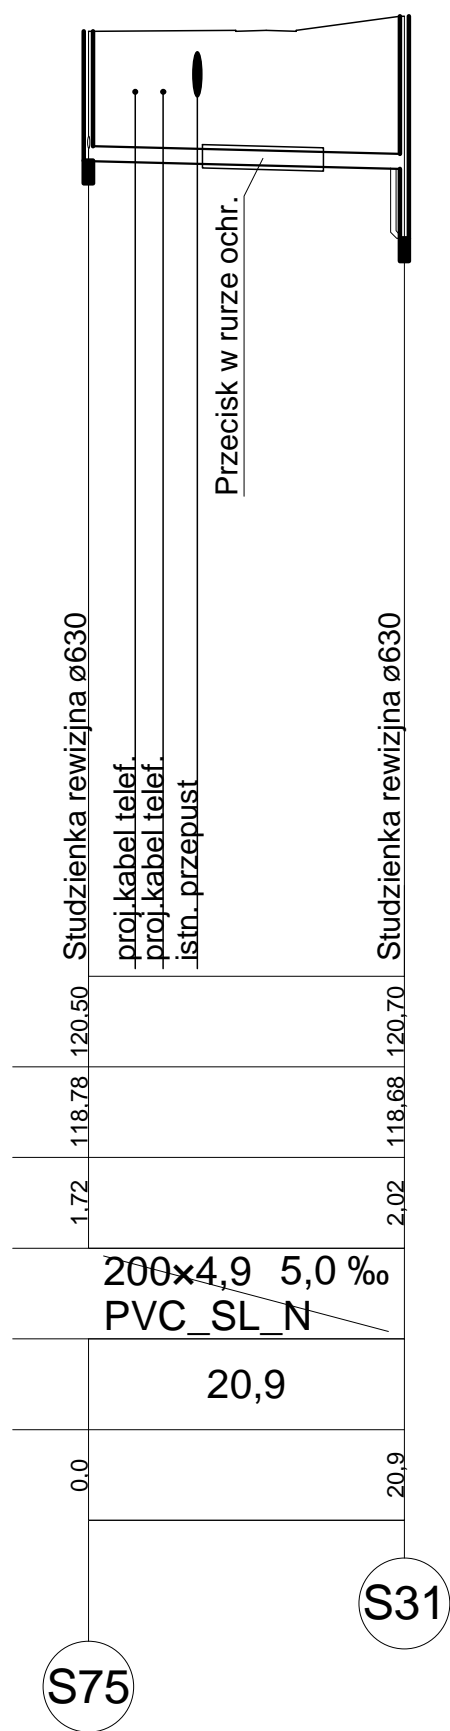 Przecisk w rurze ochr.
Studzienka rewizyjna ø630
proj.kabel telef.
proj.kabel telef.
istn. przepust
Studzienka rewizyjna ø630
120,50
120,70
118,78
118,68
1,72
2,02
200×4,9 5,0 ‰
PVC_SL_N
20,9
0,0
20,9
S31
S75